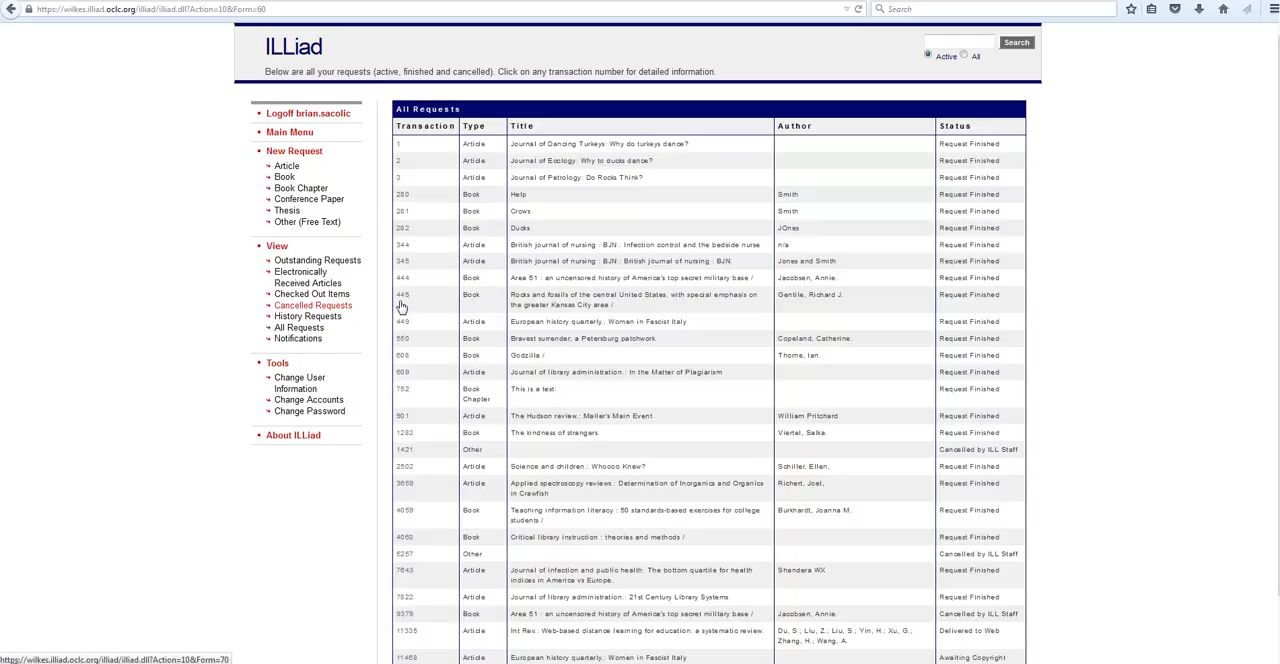 https://wilkes.illiad.oclc.org/illiad/illiad.dll?Action=10&Form=60
Search
ILLiad
Search
Active All
Below are all your requests (active, finished and cancelled). Click on any transaction number for detailed information.
Logoff brian.sacolic
Main Menu
New Request
Article
Book
Book Chapter
Conference Paper
Thesis
Other (Free Text)
View
Outstanding Requests
Electronically
Received Articles
Checked Out Items
Cancelled Requests
History Requests
All Requests
Notifications
Tools
Change User
Information
Change Accounts
Change Password
About ILLiad
All Requests
Transaction Type Title Author Status
1 Article Journal of Dancing Turkeys: Why do turkeys dance? Request Finished
2 Article Journal of Ecology: Why to ducks dance? Request Finished
3 Article Journal of Petrology: Do Rocks Think? Request Finished
280 Book Help Smith Request Finished
281 Book Crows Smith Request Finished
282 Book Ducks JOnes Request Finished
344 Article British journal of nursing : BJN.: Infection control and the bedside nurse n/a Request Finished
345 Article British journal of nursing : BJN.: British journal of nursing : BJN. Jones and Smith Request Finished
444 Book Area 51 : an uncensored history of America's top secret military base / Jacobsen, Annie. Request Finished
445 Book Rocks and fossils of the central United States, with special emphasis on Gentile, Richard J. Request Finished
the greater Kansas City area /
449 Article European history quarterly.: Women in Fascist Italy Request Finished
550 Book Bravest surrender; a Petersburg patchwork Copeland, Catherine. Request Finished
608 Book Godzilla / Thorne, Ian. Request Finished
609 Article Journal of library administration.: In the Matter of Plagiarism Request Finished
752 Book This is a test: Request Finished
Chapter
901 Article The Hudson review.: Mailer's Main Event William Pritchard Request Finished
1282 Book The kindness of strangers. Viertel, Salka. Request Finished
1421 Other Cancelled by ILL Staff
2502 Article Science and children.: Whoooo Knew? Schiller, Ellen, Request Finished
3659 Article Applied spectroscopy reviews.: Determination of Inorganics and Organics Richert, Joel, Request Finished
in Crawfish
4059 Book Teaching information literacy : 50 standards-based exercises for college Burkhardt, Joanna M. Request Finished
students /
4060 Book Critical library instruction : theories and methods / Request Finished
5257 Other Cancelled by ILL Staff
7643 Article Journal of infection and public health: The bottom quartile for health Shandera WX Request Finished
indices in America vs Europe.
7822 Article Journal of library administration.: 21st Century Library Systems Request Finished
9379 Book Area 51 : an uncensored history of America's top secret military base / Jacobsen, Annie. Cancelled by ILL Staff
11335 Article Int Rev.: Web-based distance learning for education: a systematic review. Du, S.; Liu, Z.; Liu, S.; Yin, H.; Xu, G.; Delivered to Web
Zhang, H.; Wang, A.
11468 Article European history quarterly.: Women in Fascist Italy Awaiting Copyright
https://wilkes.illiad.oclc.org/illiad/illiad.dll?Action=10&Form=70